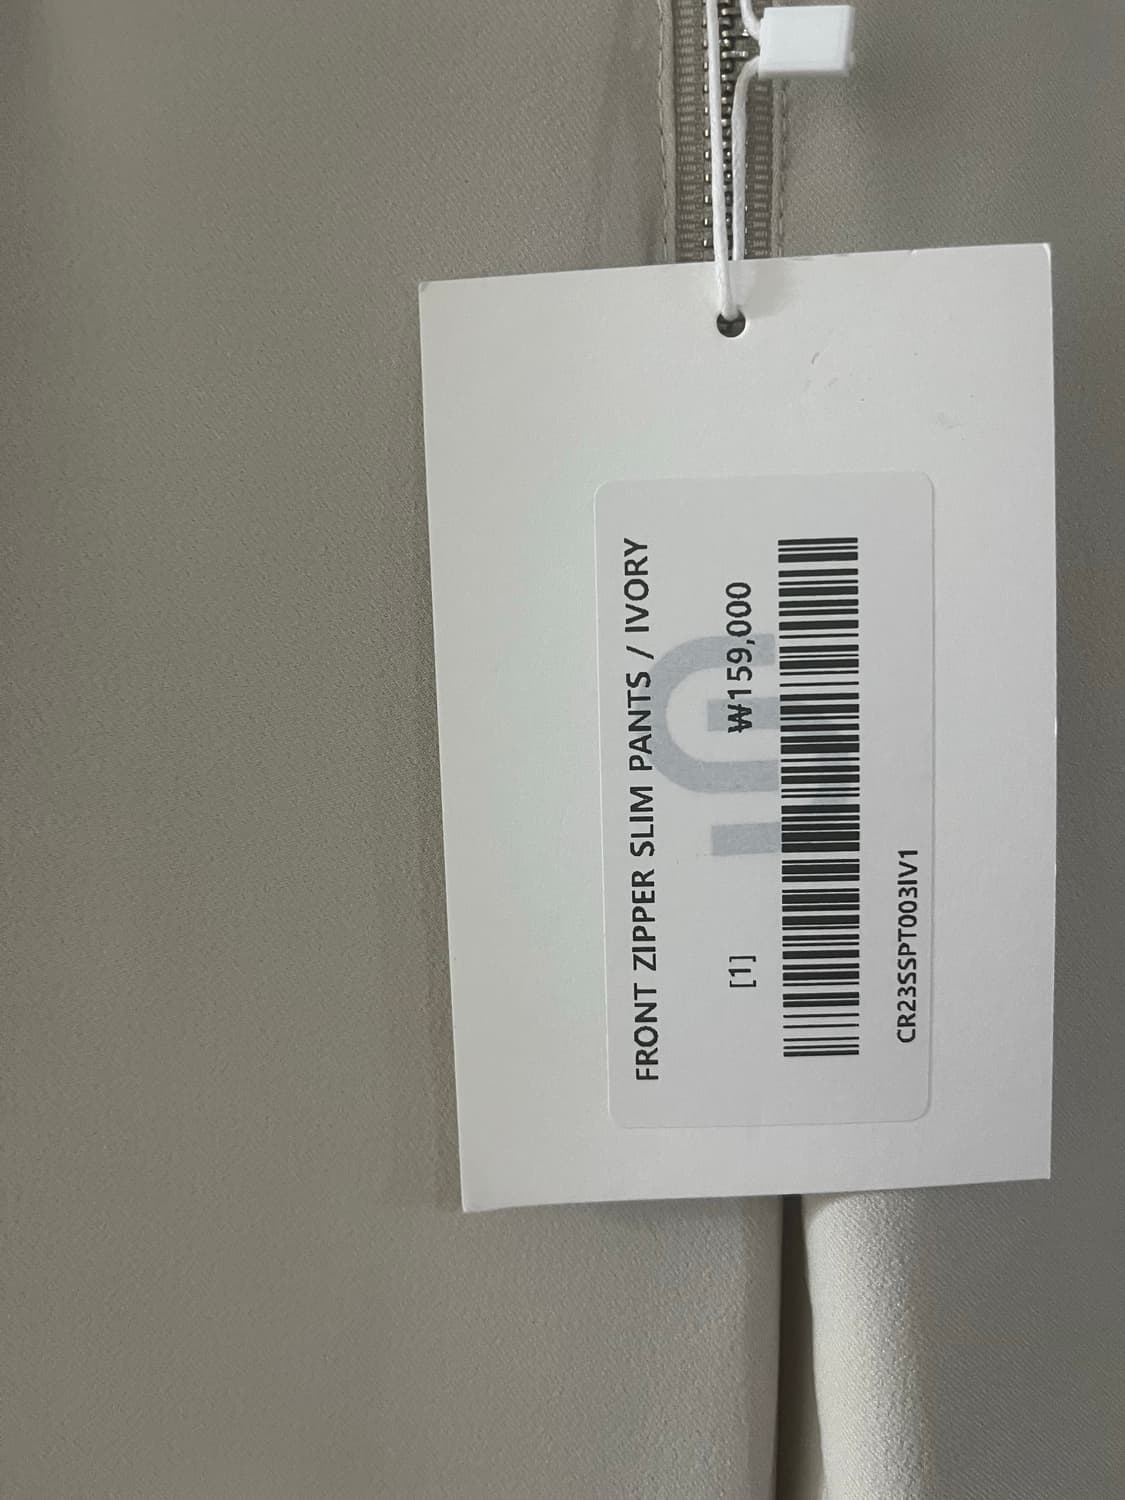 FRONT ZIPPER SLIM PANTS / IVORY
[1] ₩159,000
CR23SSPT003IV1